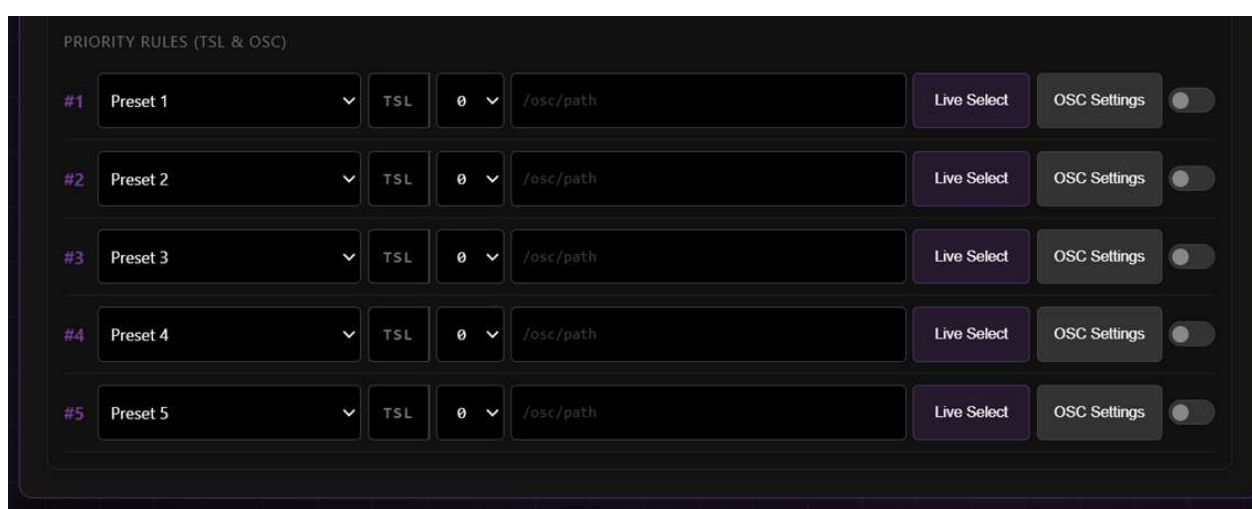 PRIORITY RULES (TSL & OSC)
#1 Preset 1 TSL 0 /osc/path Live Select OSC Settings
#2 Preset 2 TSL 0 /osc/path Live Select OSC Settings
#3 Preset 3 TSL 0 /osc/path Live Select OSC Settings
#4 Preset 4 TSL 0 /osc/path Live Select OSC Settings
#5 Preset 5 TSL 0 /osc/path Live Select OSC Settings